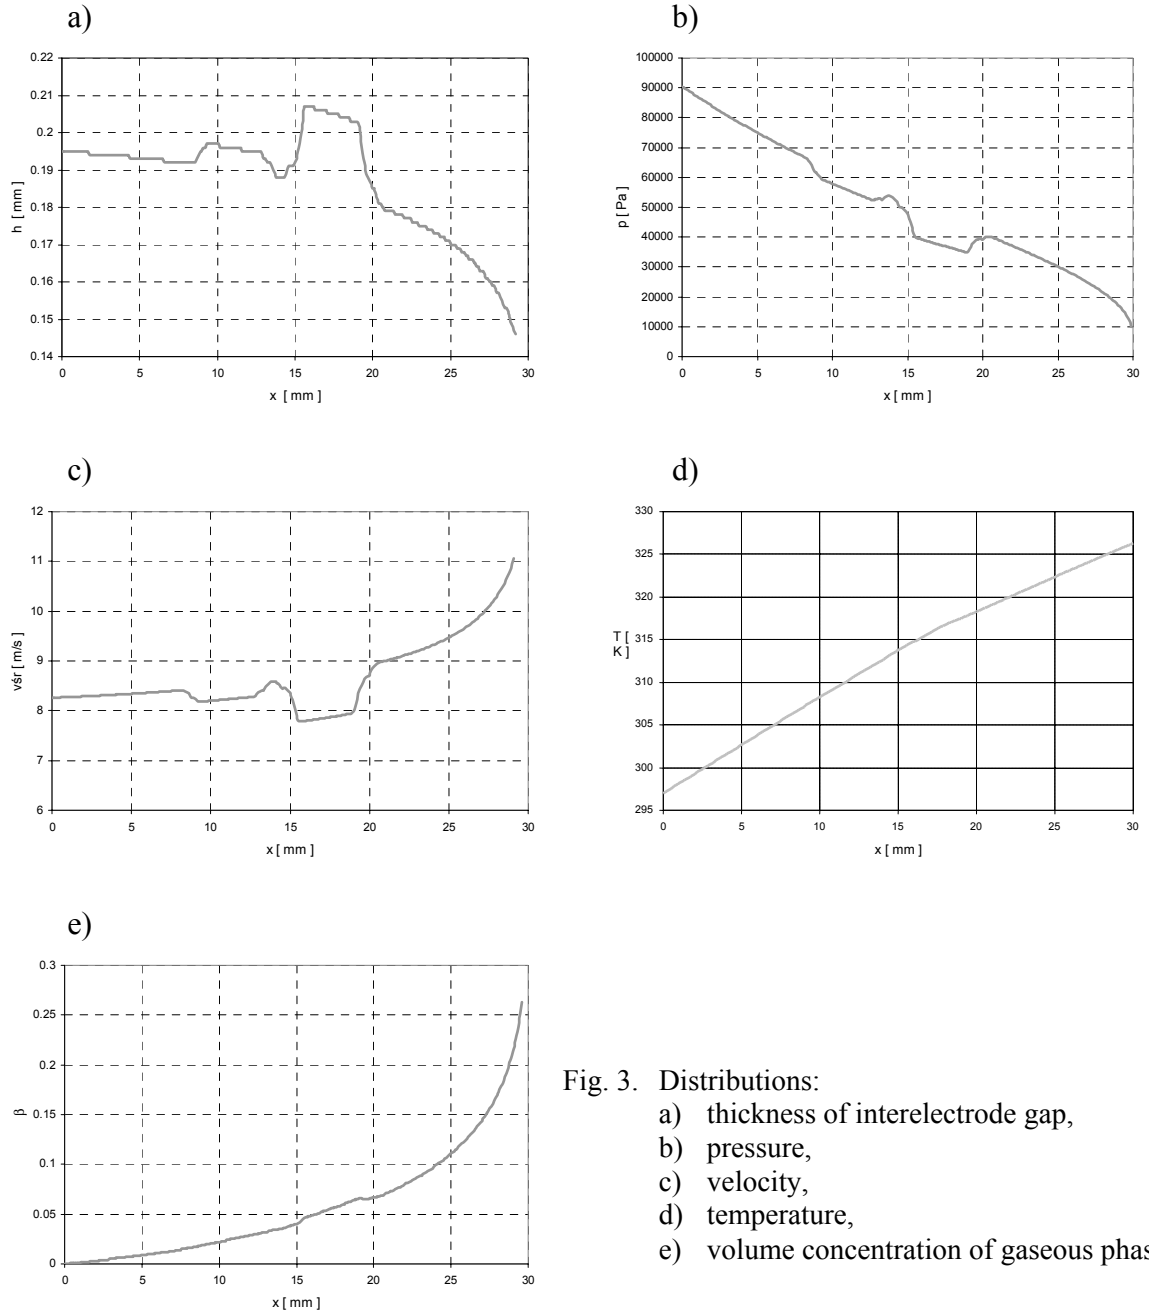 a)
b)
0.22
0.21
0.2
0.19
0.18
0.17
0.16
0.15
0.14
h [ mm ]
0 5 10 15 20 25 30
x [ mm ]
100000
90000
80000
70000
60000
50000
40000
30000
20000
10000
0
p [ Pa ]
0 5 10 15 20 25 30
x [ mm ]
c)
d)
12
11
10
9
8
7
6
vśr [ m/s ]
0 5 10 15 20 25 30
x [ mm ]
330
325
320
315
310
305
300
295
T [
K ]
0 5 10 15 20 25 30
x [ mm ]
e)
0.3
0.25
0.2
0.15
0.1
0.05
0
β
0 5 10 15 20 25 30
x [ mm ]
Fig. 3. Distributions:
a) thickness of interelectrode gap,
b) pressure,
c) velocity,
d) temperature,
e) volume concentration of gaseous phas